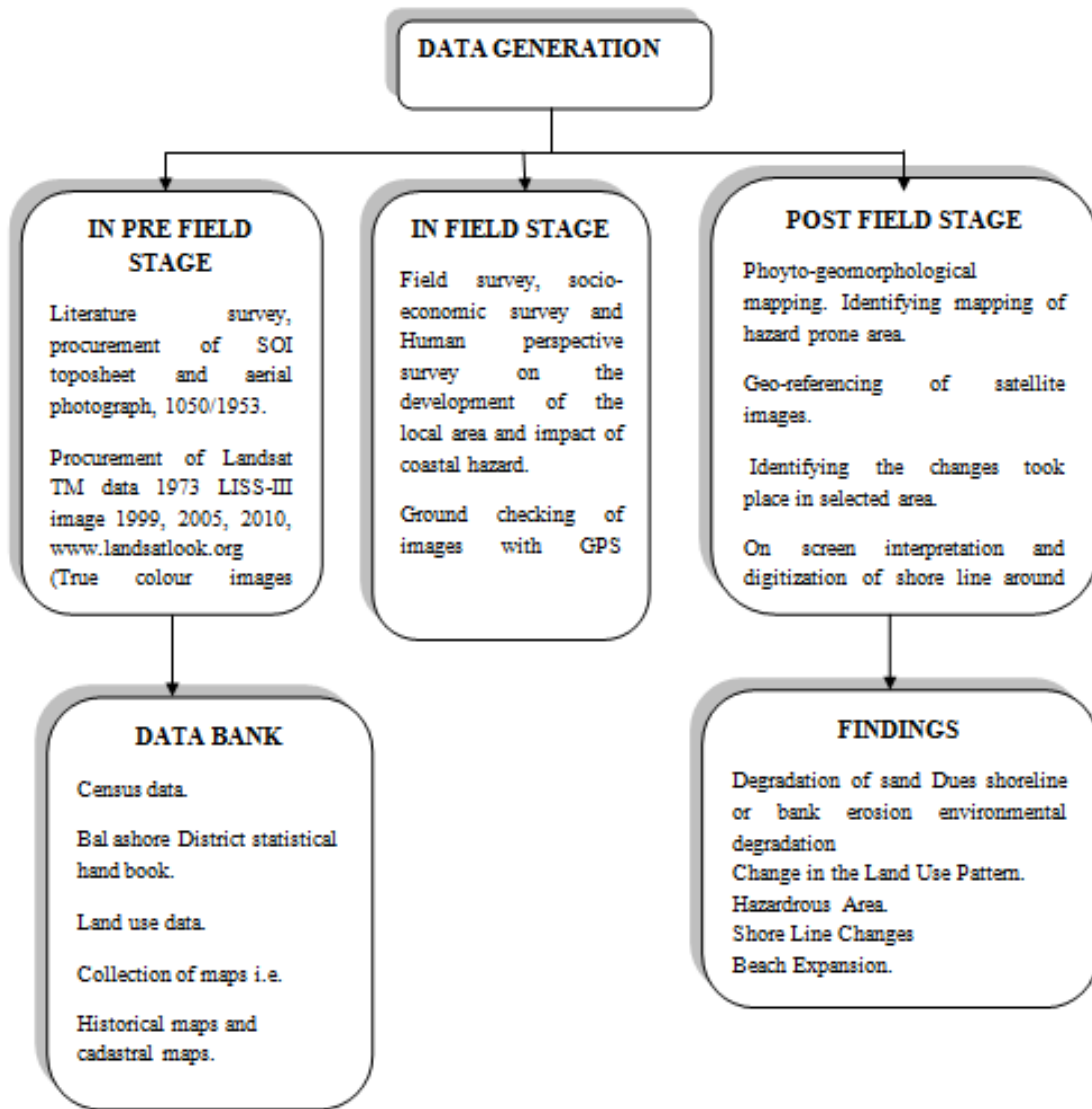 DATA GENERATION
IN PRE FIELD
STAGE
Literature survey,
procurement of SOI
toposheet and aerial
photograph, 1050/1953.
Procurement of Landsat
TM data 1973 LISS-III
image 1999, 2005, 2010,
www.landsatlook.org
(True colour images
IN FIELD STAGE
Field survey, socio-
economic survey and
Human perspective
survey on the
development of the
local area and impact of
coastal hazard.
Ground checking of
images with GPS
POST FIELD STAGE
Phoyto-geomorphological
mapping. Identifying mapping of
hazard prone area.
Geo-referencing of satellite
images.
Identifying the changes took
place in selected area.
On screen interpretation and
digitization of shore line around
DATA BANK
Census data.
Bal ashore District statistical
hand book.
Land use data.
Collection of maps i.e.
Historical maps and
cadastral maps.
FINDINGS
Degradation of sand Dues shoreline
or bank erosion environmental
degradation
Change in the Land Use Pattern.
Hazardrous Area.
Shore Line Changes
Beach Expansion.